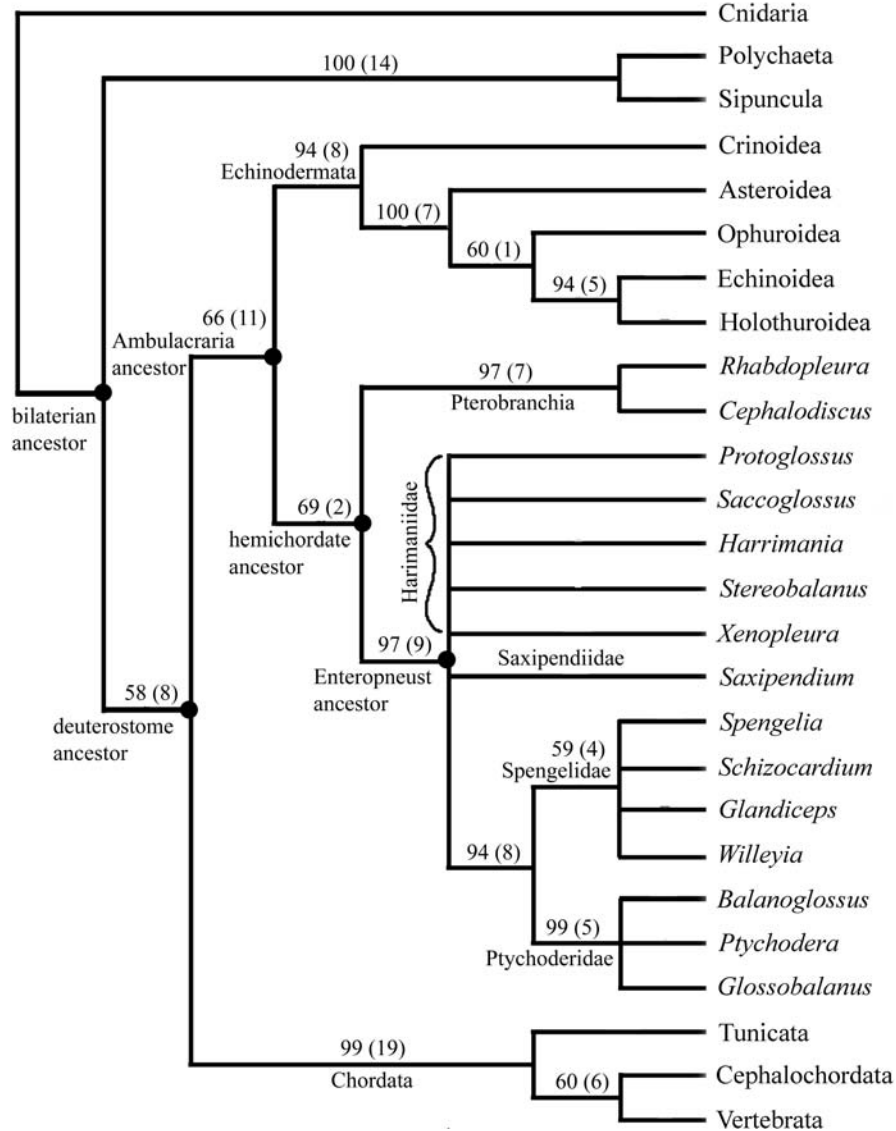 Cnidaria
100 (14)
Polychaeta
Sipuncula
94 (8)
Echinodermata
Crinoidea
100 (7)
Asteroidea
60 (1)
Ophuroidea
94 (5)
Echinoidea
Holothuroidea
66 (11)
Ambulacraria
ancestor
97 (7)
Pterobranchia
Rhabdopleura
Cephalodiscus
bilaterian
ancestor
Harimaniidae
Protoglossus
Saccoglossus
Harrimania
Stereobalanus
Xenopleura
69 (2)
hemichordate
ancestor
97 (9)
Enteropneust
ancestor
Saxipendiidae
Saxipendium
58 (8)
deuterostome
ancestor
59 (4)
Spengelidae
Spengelia
Schizocardium
Glandiceps
Willeyia
94 (8)
99 (5)
Ptychoderidae
Balanoglossus
Ptychodera
Glossobalanus
99 (19)
Chordata
Tunicata
60 (6)
Cephalochordata
Vertebrata